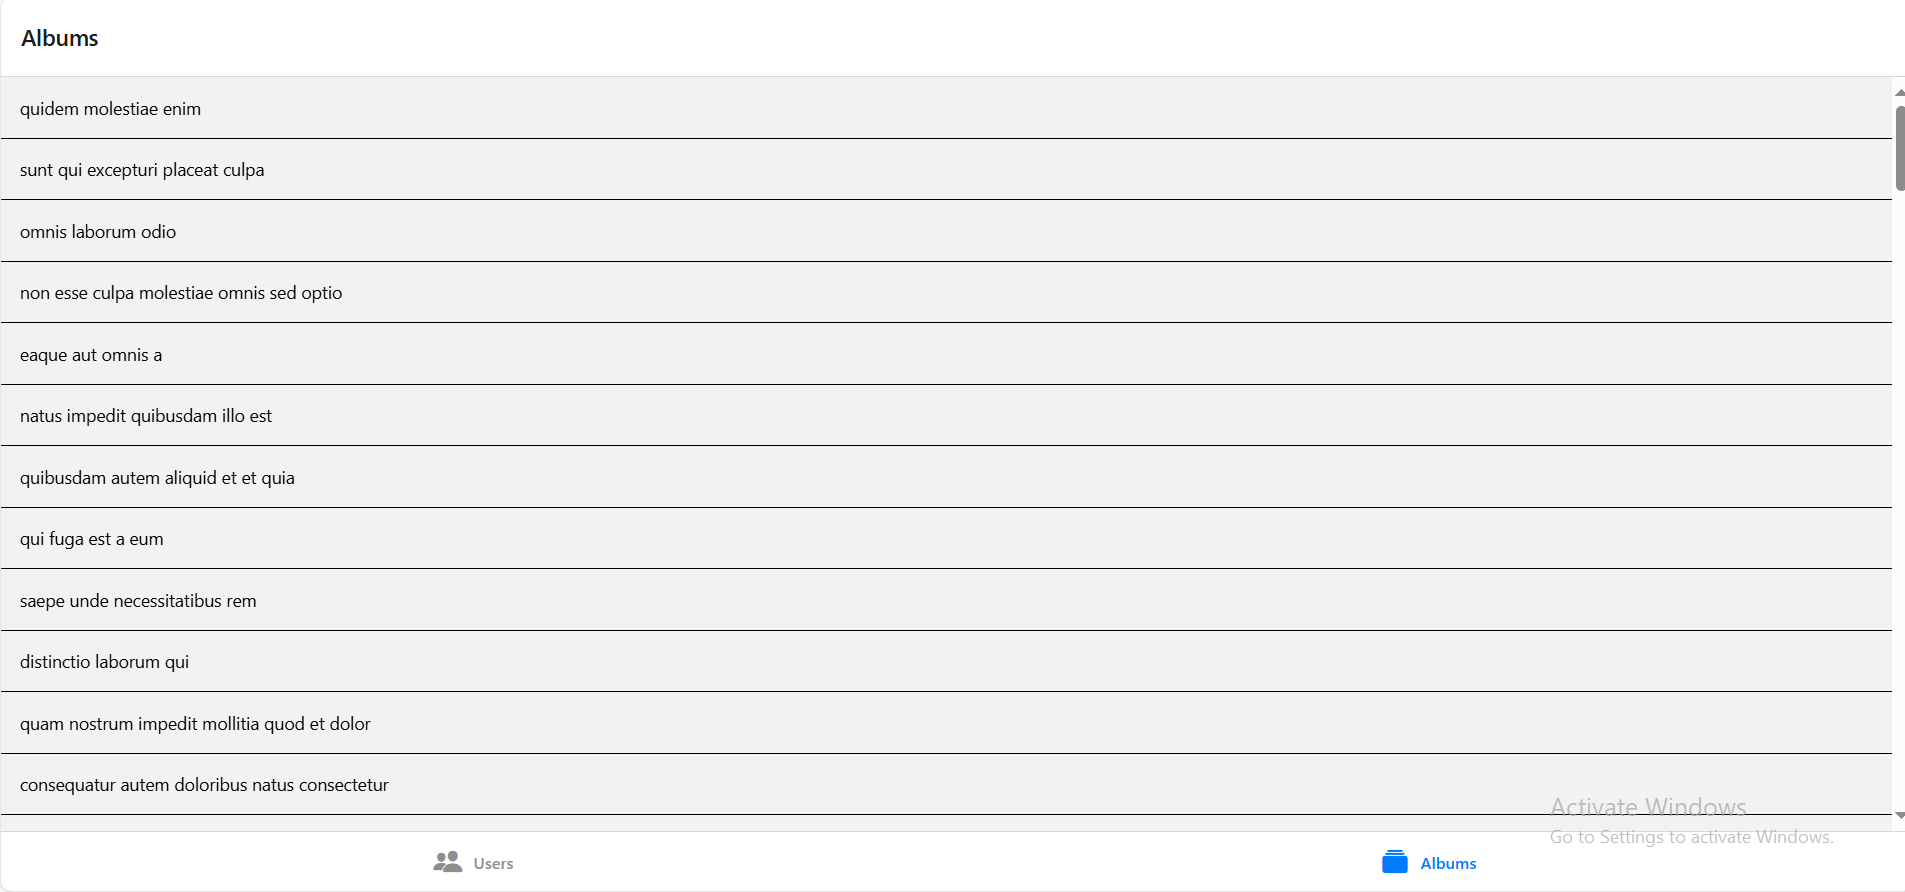 Albums
quidem molestiae enim
sunt qui excepturi placeat culpa
omnis laborum odio
non esse culpa molestiae omnis sed optio
eaque aut omnis a
natus impedit quibusdam illo est
quibusdam autem aliquid et et quia
qui fuga est a eum
saepe unde necessitatibus rem
distinctio laborum qui
quam nostrum impedit mollitia quod et dolor
consequatur autem doloribus natus consectetur
Activate Windows
Go to Settings to activate Windows.
Users
Albums